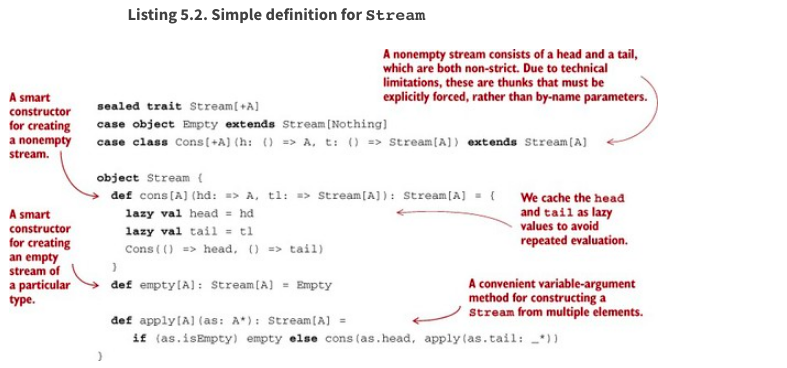 Listing 5.2. Simple definition for Stream
A nonempty stream consists of a head and a tail,
which are both non-strict. Due to technical
limitations, these are thunks that must be
explicitly forced, rather than by-name parameters.
A smart
constructor
for creating
a nonempty
stream.
sealed trait Stream[+A]
case object Empty extends Stream[Nothing]
case class Cons[+A](h: () => A, t: () => Stream[A]) extends Stream[A]
object Stream {
def cons[A](hd: => A, tl: => Stream[A]): Stream[A] = {
lazy val head = hd
lazy val tail = tl
Cons(() => head, () => tail)
}
We cache the head
and tail as lazy
values to avoid
repeated evaluation.
A smart
constructor
for creating
an empty
stream of
a particular
type.
def empty[A]: Stream[A] = Empty
A convenient variable-argument
method for constructing a
Stream from multiple elements.
def apply[A](as: A*): Stream[A] =
if (as.isEmpty) empty else cons(as.head, apply(as.tail: _*))
}